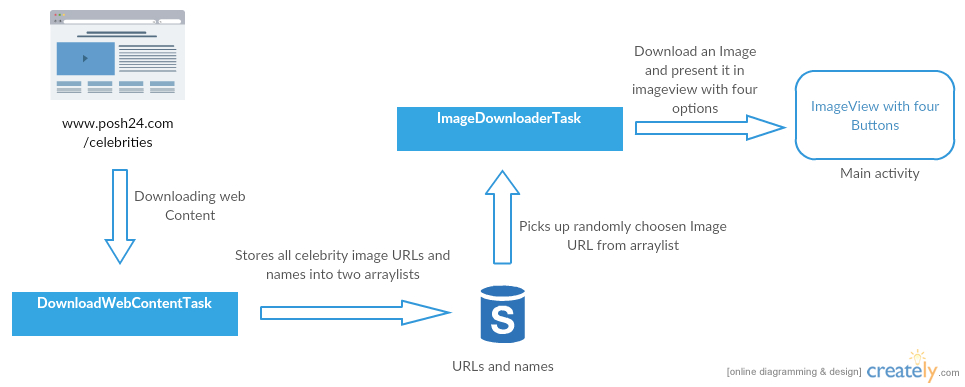 www.posh24.com
/celebrities
Downloading web
Content
DownloadWebContentTask
Stores all celebrity image URLs and
names into two arraylists
S
URLs and names
Picks up randomly choosen Image
URL from arraylist
ImageDownloaderTask
Download an Image
and present it in
imageview with four
options
ImageView with four
Buttons
Main activity
[online diagramming & design] creately.com